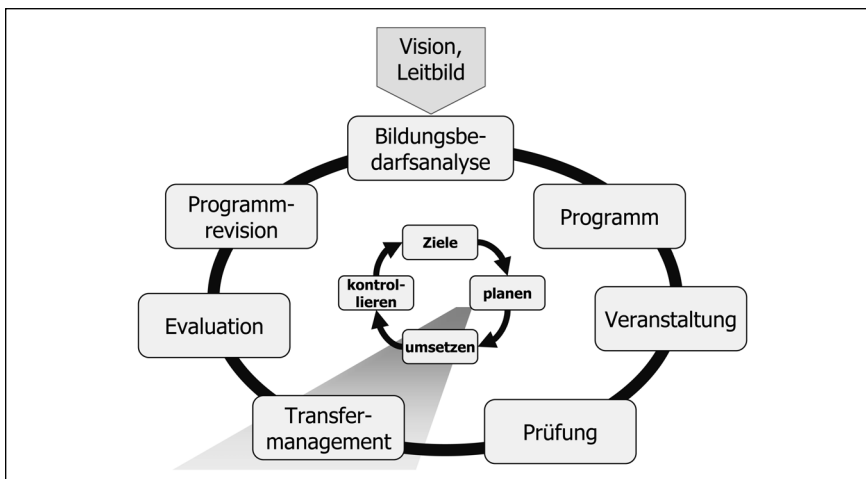 Vision,
Leitbild
Bildungsbe-
darfsanalyse
Programm-
revision
Programm
Ziele
kontrol-
lieren
planen
Evaluation
Veranstaltung
umsetzen
Transfer-
management
Prüfung